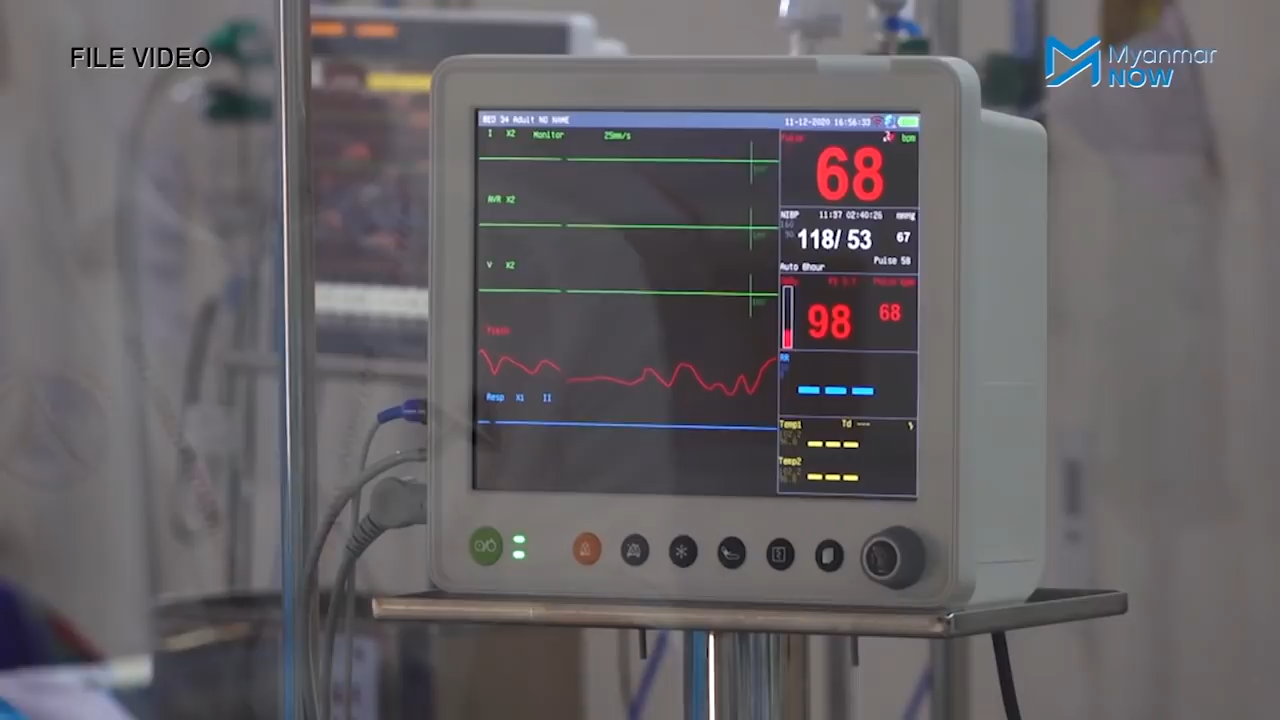 FILE VIDEO
Myanmar
NOW
BED 34 Adult NO NAME
11-12-2020 16:56:33
I X2 Monitor 25mm/s
bpm
68
AVR X2
NIBP 11:37 02:40:26 mmHg
118/ 53 67
Pulse 58
Auto 8hour
V X2
98 68
Pleth
RR
Resp X1 II
Temp1 Td ---
---
Temp2
---